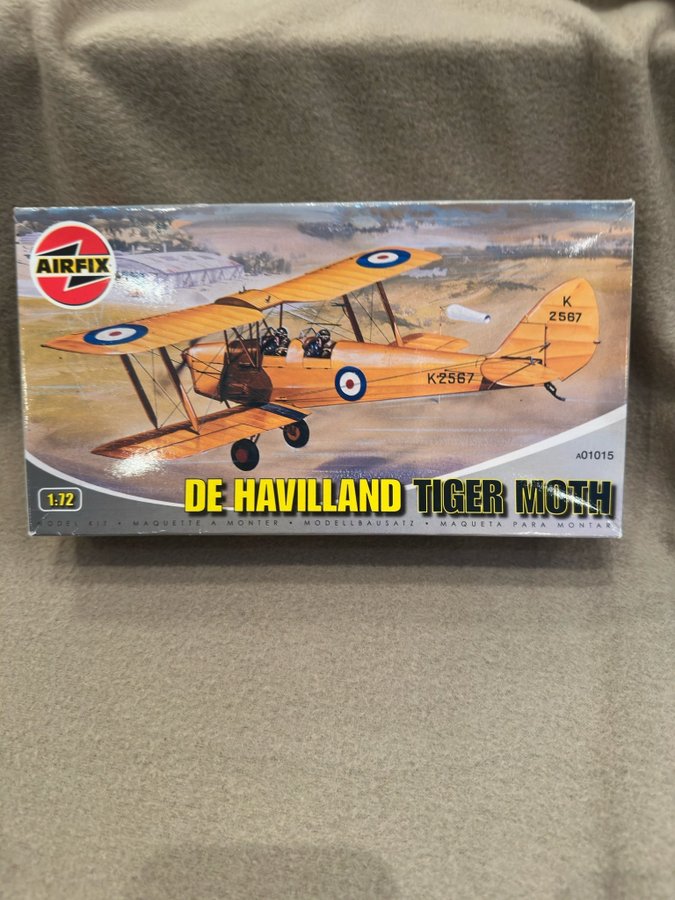 AIRFIX
K
2567
K2567
A01015
1:72
DE HAVILLAND TIGER MOTH
MODEL KIT • MAQUETTE A MONTER • MODELLBAUSATZ • MAQUETA PARA MONTAR